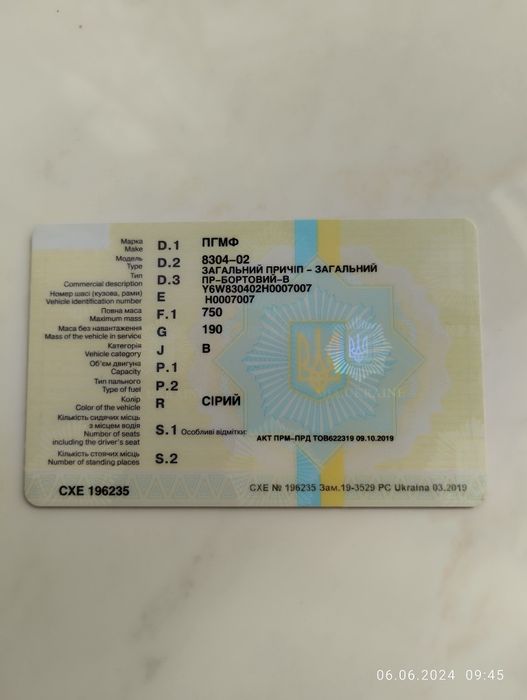 Марка
Make
D.1 ПГМФ
Модель
Type
D.2 8304-02
Тип
Commercial description
D.3 ЗАГАЛЬНИЙ ПРИЧІП - ЗАГАЛЬНИЙ
ПР-БОРТОВИЙ-В
Номер шасі (кузова, рами)
Vehicle identification number
E Y6W830402H0007007
H0007007
Повна маса
Maximum mass
F.1 750
Маса без навантаження
Mass of the vehicle in service
G 190
Категорія
Vehicle category
J B
Об'єм двигуна
Capacity
P.1
Тип пального
Type of fuel
P.2
Колір
Color of the vehicle
R СІРИЙ
Кількість сидячих місць
з місцем водія
Number of seats
including the driver's seat
S.1 Особливі відмітки:
АКТ ПРМ-ПРД ТОВ622319 09.10.2019
Кількість стоячих місць
Number of standing places
S.2
СХЕ 196235
СХЕ № 196235 Зам.19-3529 PC Ukraina 03.2019
06.06.2024 09:45